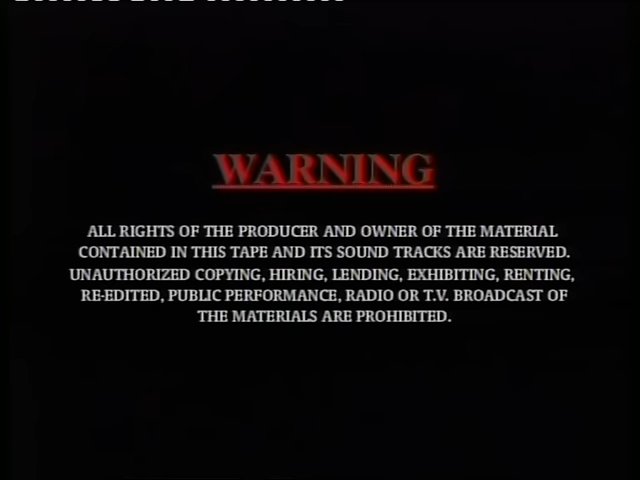 WARNING
ALL RIGHTS OF THE PRODUCER AND OWNER OF THE MATERIAL
CONTAINED IN THIS TAPE AND ITS SOUND TRACKS ARE RESERVED.
UNAUTHORIZED COPYING, HIRING, LENDING, EXHIBITING, RENTING,
RE-EDITED, PUBLIC PERFORMANCE, RADIO OR T.V. BROADCAST OF
THE MATERIALS ARE PROHIBITED.